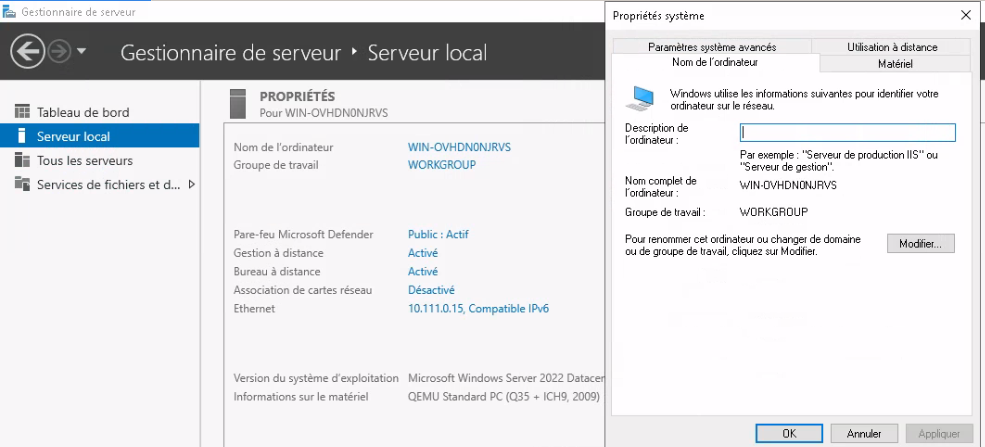 Gestionnaire de serveur
Gestionnaire de serveur • Serveur local
Tableau de bord
Serveur local
Tous les serveurs
Services de fichiers et d...
PROPRIÉTÉS
Pour WIN-OVHDN0NJRVS
Nom de l'ordinateur WIN-OVHDN0NJRVS
Groupe de travail WORKGROUP
Pare-feu Microsoft Defender Public : Actif
Gestion à distance Activé
Bureau à distance Activé
Association de cartes réseau Désactivé
Ethernet 10.111.0.15, Compatible IPv6
Version du système d'exploitation Microsoft Windows Server 2022 Datacen
Informations sur le matériel QEMU Standard PC (Q35 + ICH9, 2009)
Propriétés système
Paramètres système avancés Utilisation à distance
Nom de l'ordinateur Matériel
Windows utilise les informations suivantes pour identifier votre
ordinateur sur le réseau.
Description de
l'ordinateur :
Par exemple : "Serveur de production IIS" ou
"Serveur de gestion".
Nom complet de
l'ordinateur :
WIN-OVHDN0NJRVS
Groupe de travail : WORKGROUP
Pour renommer cet ordinateur ou changer de domaine
ou de groupe de travail, cliquez sur Modifier.
Modifier...
OK Annuler Appliquer